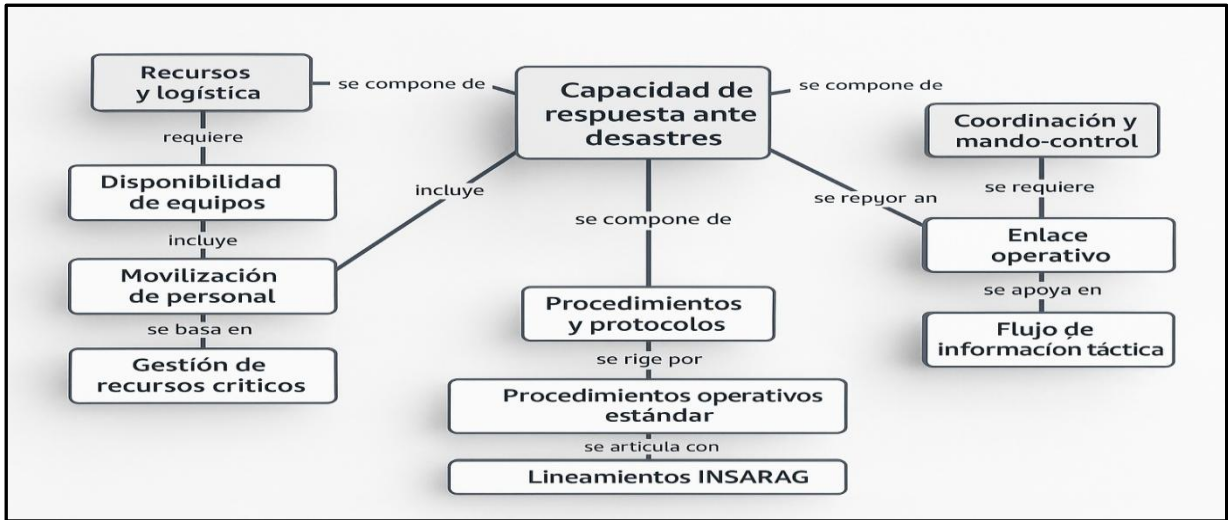 Recursos
y logística
se compone de
Capacidad de
respuesta ante
desastres
se compone de
Coordinación y
mando-control
requiere
Disponibilidad
de equipos
incluye
Movilización
de personal
se basa en
Gestíón de
recursos criticos
incluye
se compone de
Procedimientos
y protocolos
se rige por
Procedimientos operativos
estándar
se articula con
Lineamientos INSARAG
se repyor an
se requiere
Enlace
operativo
se apoya en
Flujo de
informacíon táctica